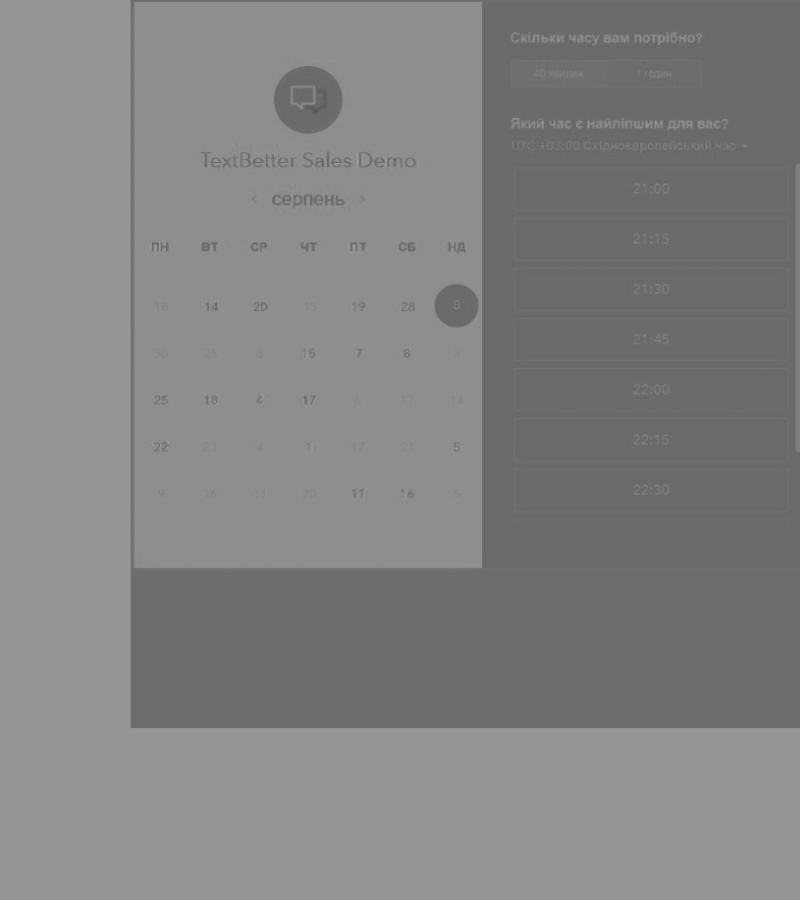 TextBetter Sales Demo
‹ серпень ›
ПН ВТ СР ЧТ ПТ СБ НД
16 14 20 13 19 28 8
30 26 8 15 7 8
25 18 4 17 6 17 14
22 23 4 1 17 21 5
9 16 11 20 11 16 5
Скільки часу вам потрібно?
40 хвилин 1 годин
Який час є найліпшим для вас?
UTC +03:00 Східноєвропейський час
21:00
21:15
21:30
21:45
22:00
22:15
22:30